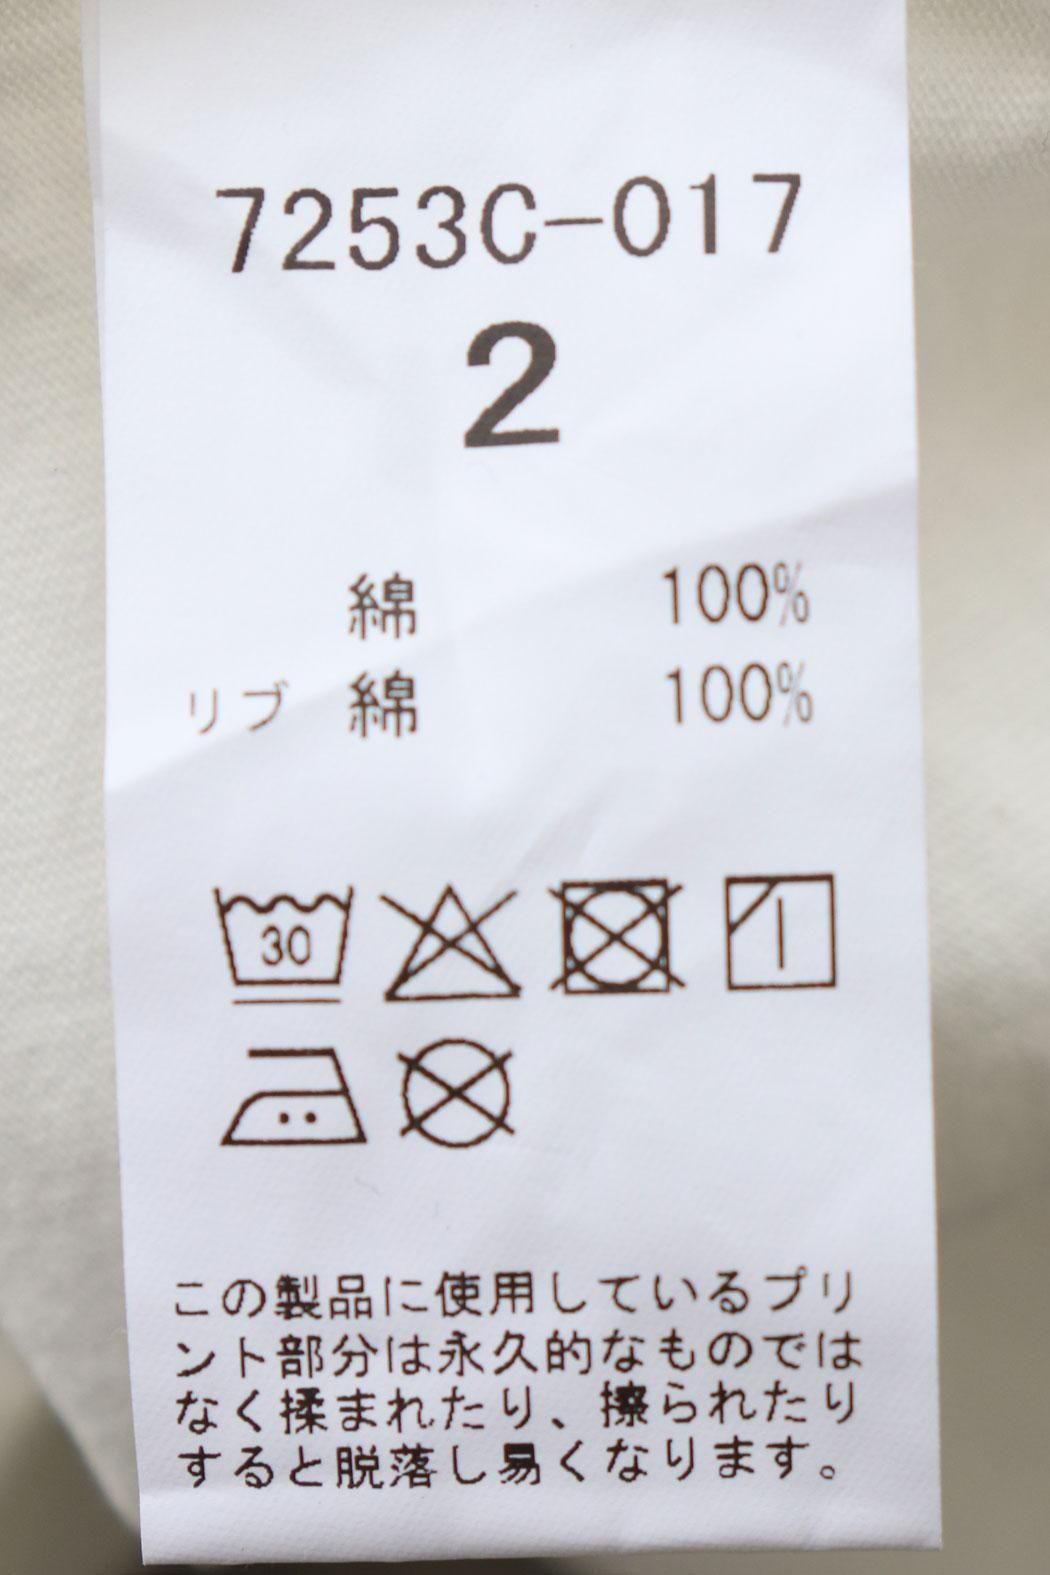 7253C-017
2
綿 100%
リブ 綿 100%
30
この製品に使用しているプリ
ント部分は永久的なものでは
なく揉まれたり、擦られたり
すると脱落し易くなります。